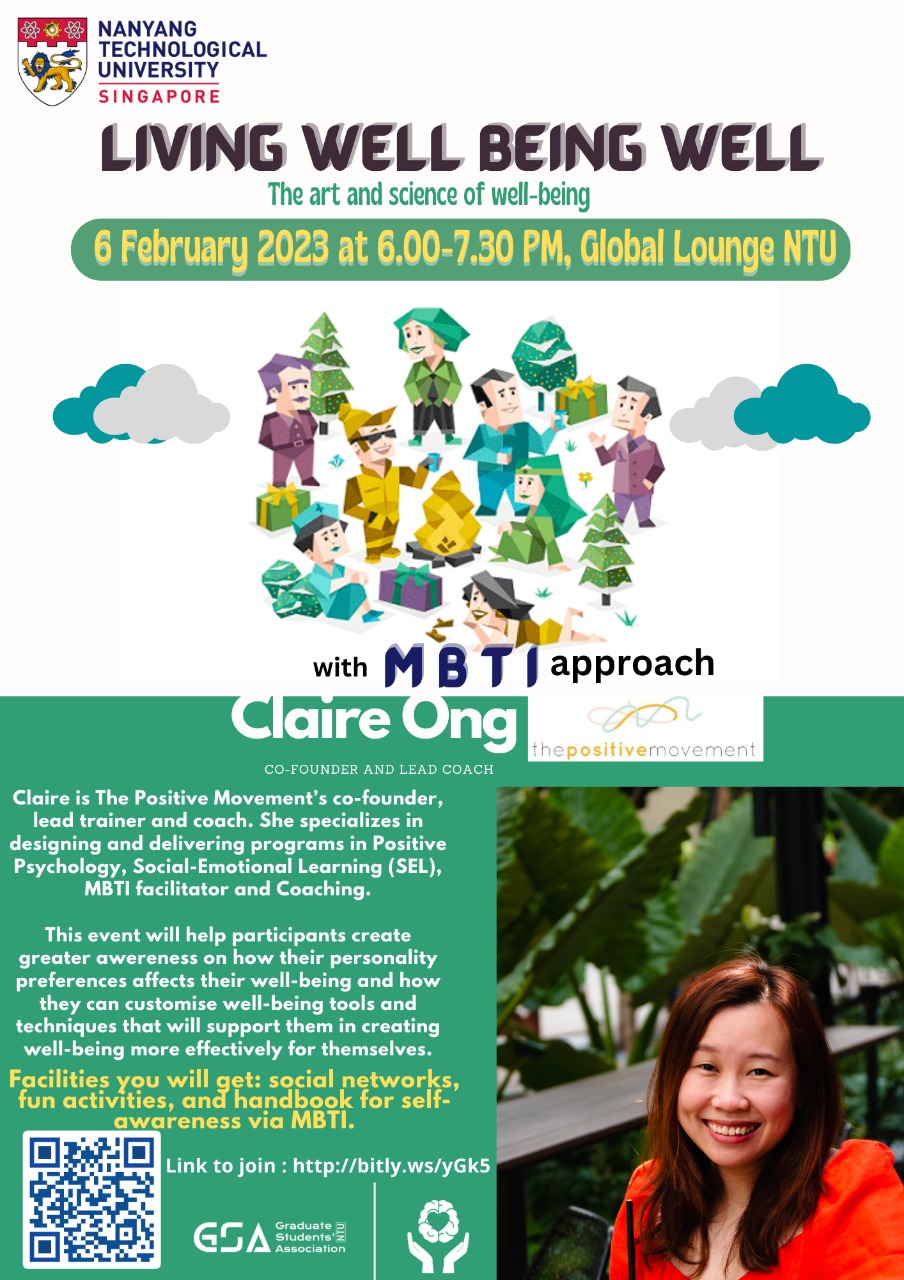 NANYANG
TECHNOLOGICAL
UNIVERSITY
SINGAPORE
LIVING WELL BEING WELL
The art and science of well-being
6 February 2023 at 6.00-7.30 PM, Global Lounge NTU
with MBTI approach
Claire Ong
thepositivemovement
CO-FOUNDER AND LEAD COACH
Claire is The Positive Movement’s co-founder,
lead trainer and coach. She specializes in
designing and delivering programs in Positive
Psychology, Social-Emotional Learning (SEL),
MBTI facilitator and Coaching.
This event will help participants create
greater awereness on how their personality
preferences affects their well-being and how
they can customise well-being tools and
techniques that will support them in creating
well-being more effectively for themselves.
Facilities you will get: social networks,
fun activities, and handbook for self-
awareness via MBTI.
Link to join : http://bitly.ws/yGk5
GSA
Graduate
Students'
Association
NTU